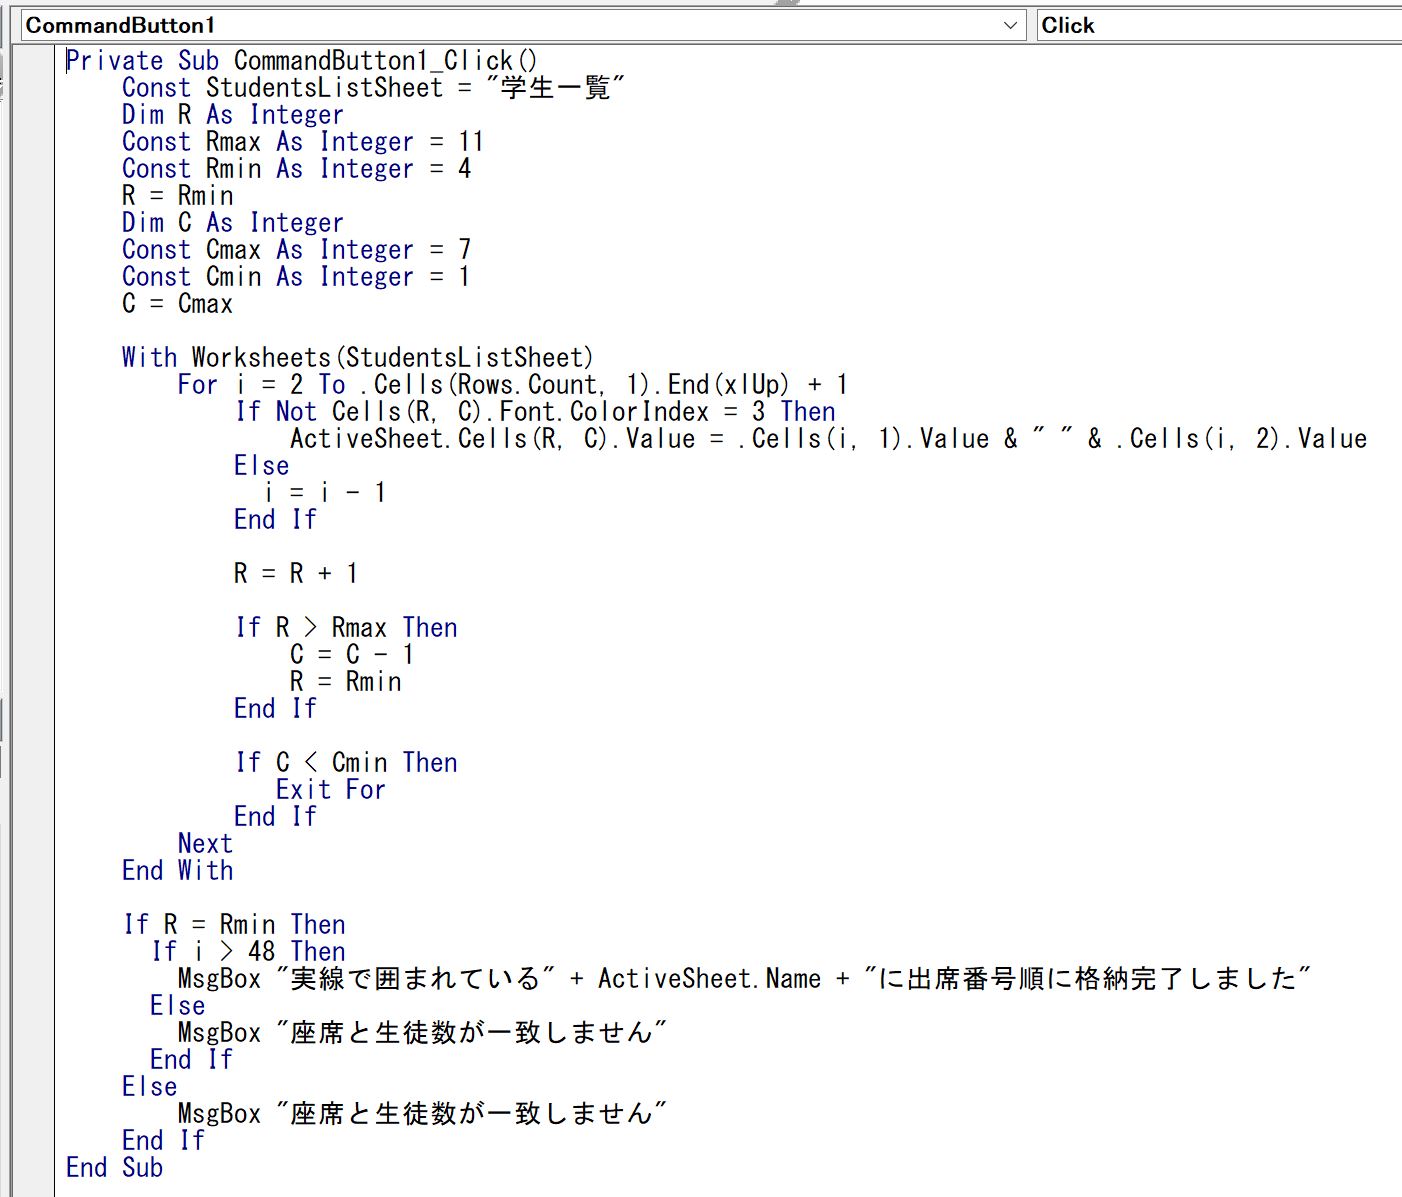 CommandButton1 Click
Private Sub CommandButton1_Click()
Const StudentsListSheet = "学生一覧"
Dim R As Integer
Const Rmax As Integer = 11
Const Rmin As Integer = 4
R = Rmin
Dim C As Integer
Const Cmax As Integer = 7
Const Cmin As Integer = 1
C = Cmax
With Worksheets(StudentsListSheet)
For i = 2 To .Cells(Rows.Count, 1).End(xlUp) + 1
If Not Cells(R, C).Font.ColorIndex = 3 Then
ActiveSheet.Cells(R, C).Value = .Cells(i, 1).Value & " " & .Cells(i, 2).Value
Else
i = i - 1
End If
R = R + 1
If R > Rmax Then
C = C - 1
R = Rmin
End If
If C < Cmin Then
Exit For
End If
Next
End With
If R = Rmin Then
If i > 48 Then
MsgBox "実線で囲まれている" + ActiveSheet.Name + "に出席番号順に格納完了しました"
Else
MsgBox "座席と生徒数が一致しません"
End If
Else
MsgBox "座席と生徒数が一致しません"
End If
End Sub